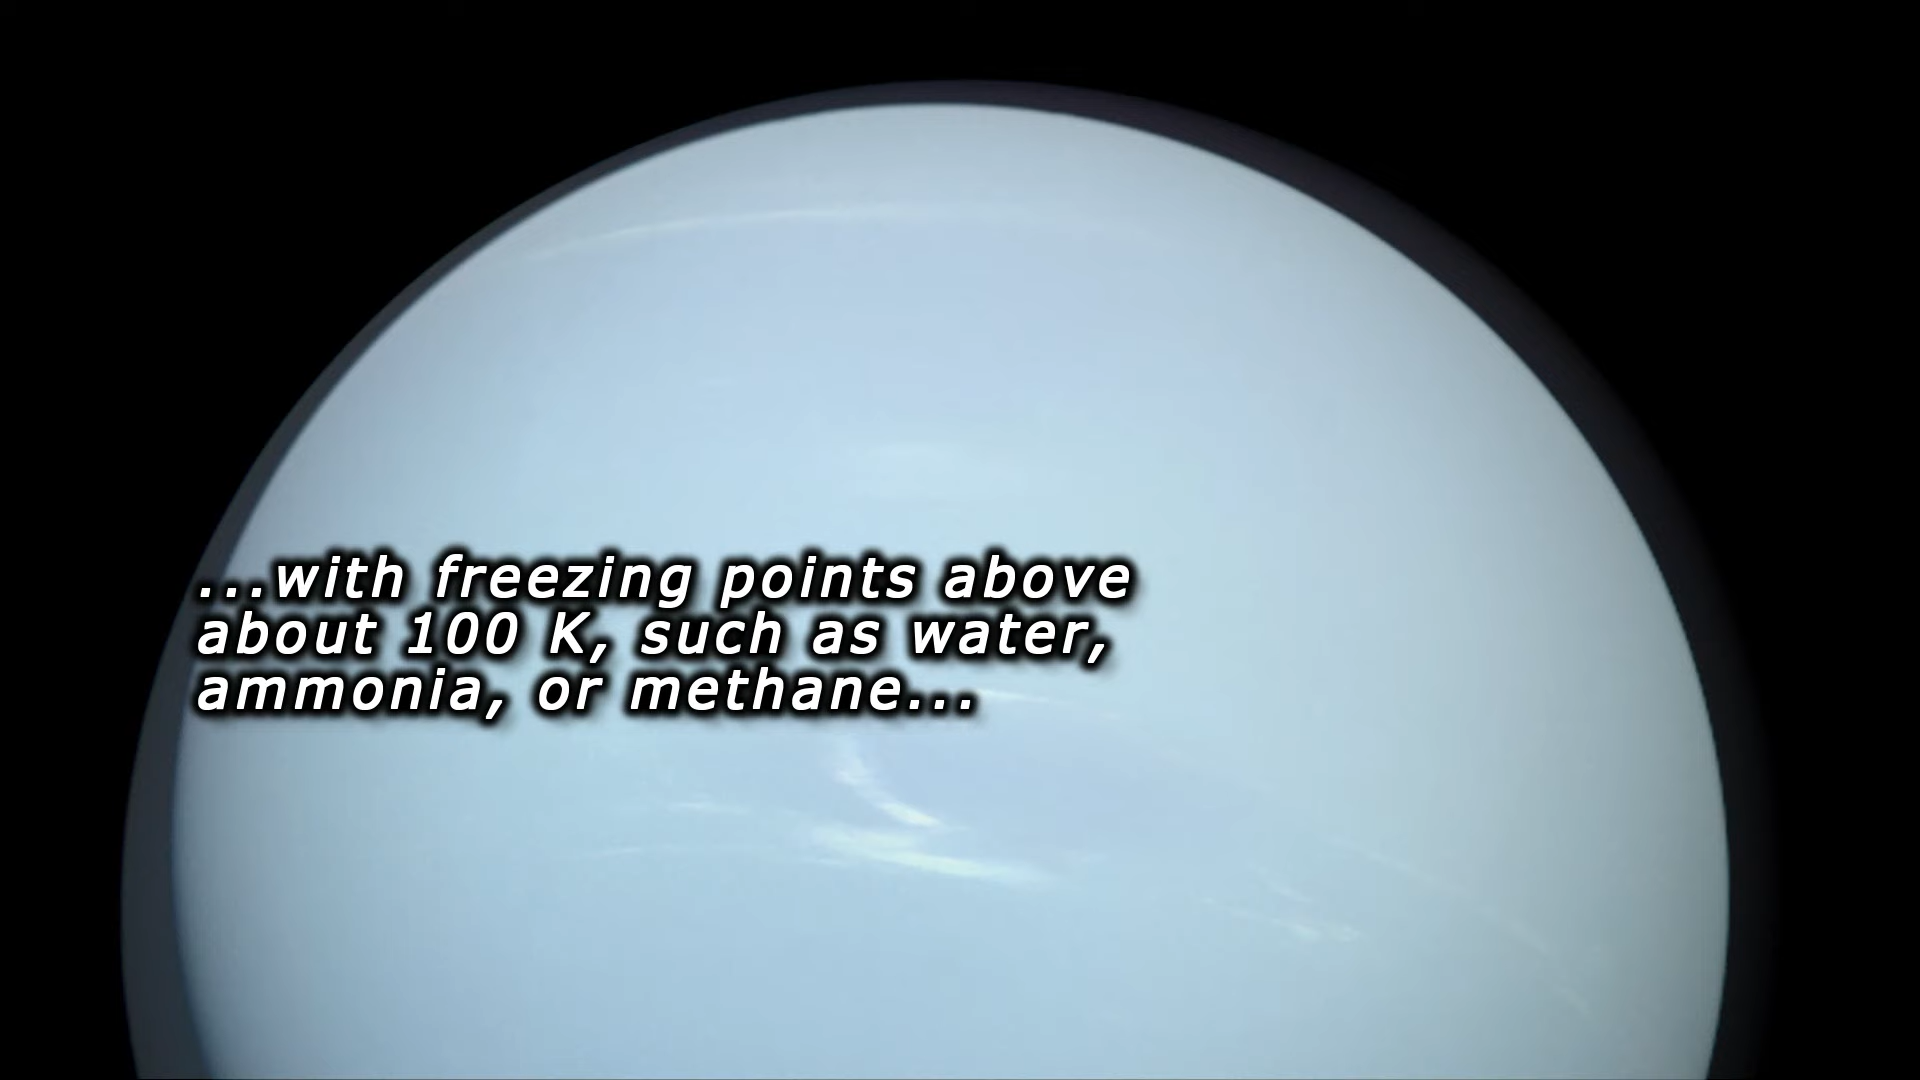 ...with freezing points above
about 100 K, such as water,
ammonia, or methane...